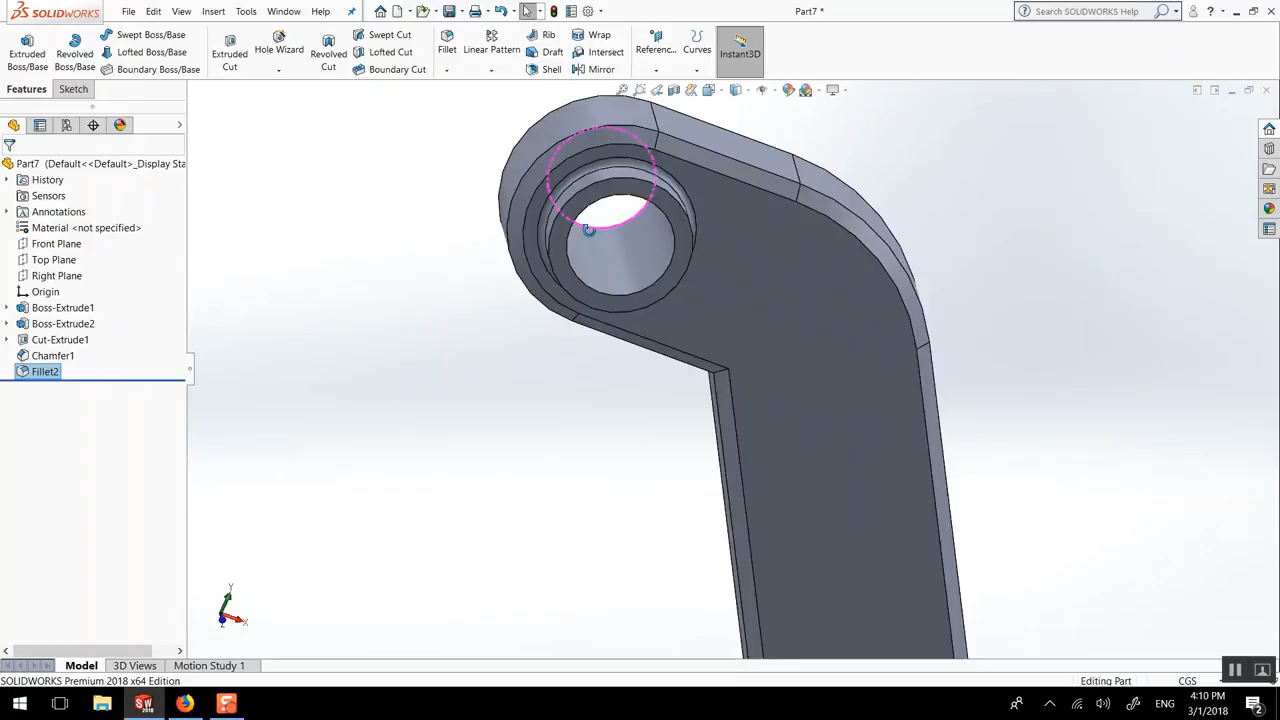 SOLIDWORKS
File Edit View Insert Tools Window Help
Part7 *
Search SOLIDWORKS Help
Extruded Boss/Base
Revolved Boss/Base
Swept Boss/Base
Lofted Boss/Base
Boundary Boss/Base
Extruded Cut
Hole Wizard
Revolved Cut
Swept Cut
Lofted Cut
Boundary Cut
Fillet
Linear Pattern
Rib
Draft
Shell
Wrap
Intersect
Mirror
Referenc...
Curves
Instant3D
Features Sketch
Part7 (Default<<Default>_Display Sta
History
Sensors
Annotations
Material <not specified>
Front Plane
Top Plane
Right Plane
Origin
Boss-Extrude1
Boss-Extrude2
Cut-Extrude1
Chamfer1
Fillet2
Y
X
Z
Model 3D Views Motion Study 1
SOLIDWORKS Premium 2018 x64 Edition
Editing Part
CGS
SW
2018
ENG
4:10 PM
3/1/2018
2